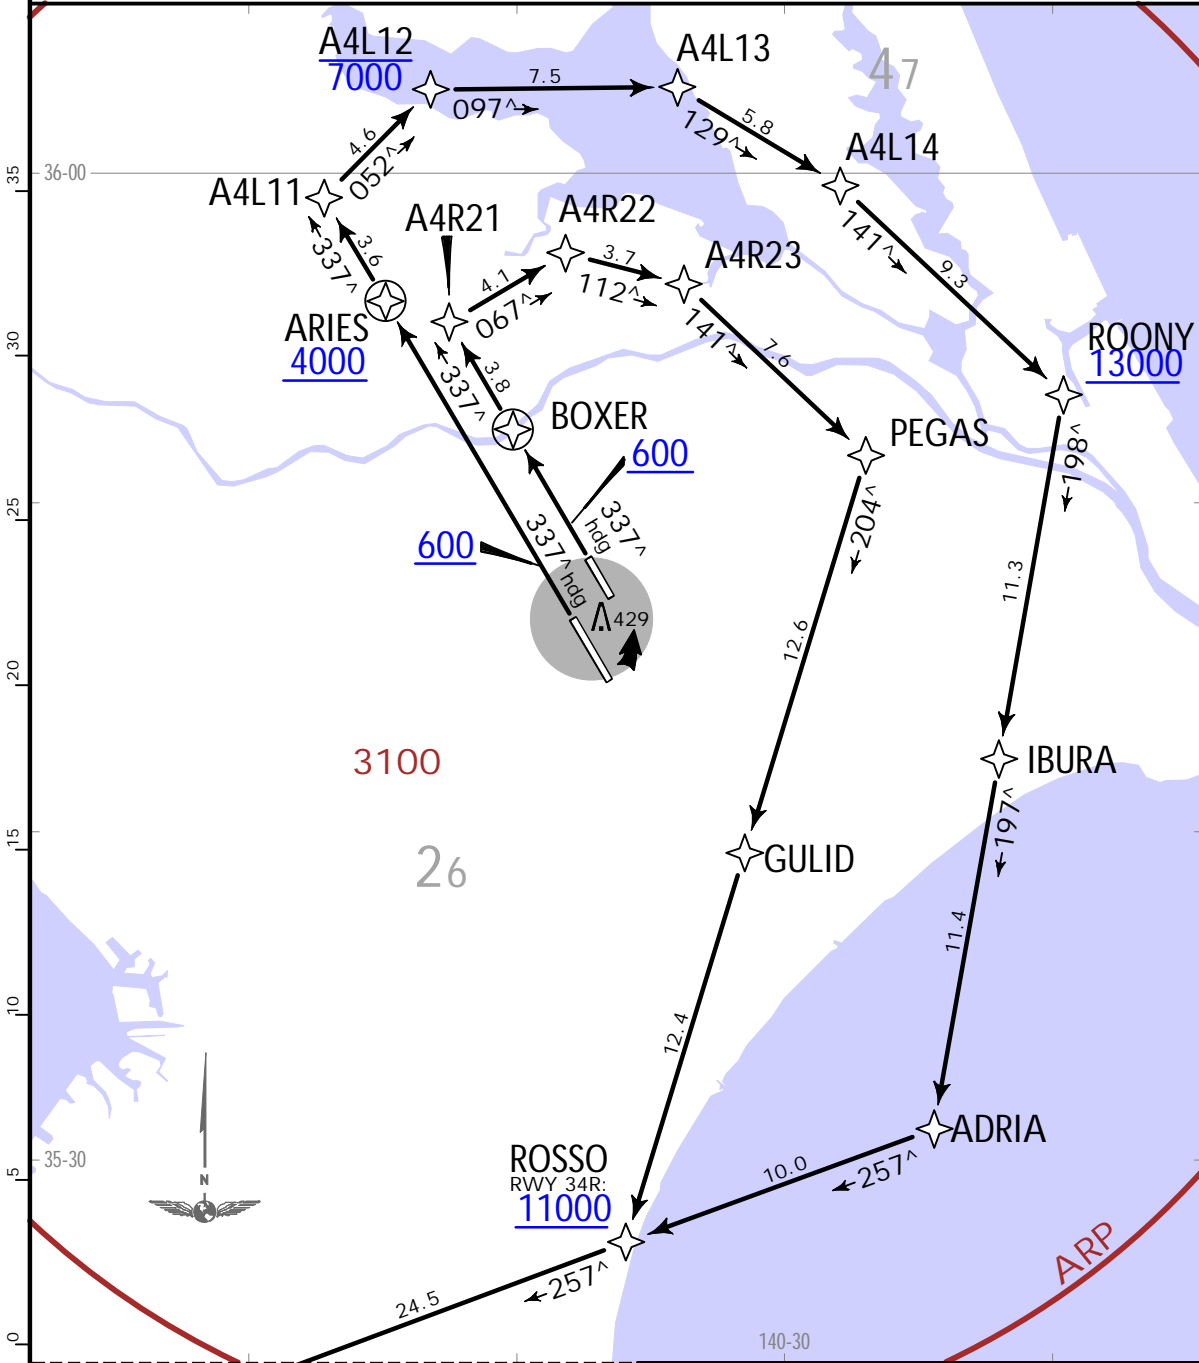 A4L12
7000
7.5
097^
A4L13
47
5.8
129^
A4L14
4.6
052^
36-00
35
A4L11
A4R21
A4R22
A4R23
3.6
337^
4.1
067^
3.7
112^
141^
9.3
141^
7.6
ARIES
4000
30
3.8
337^
ROONY
13000
BOXER
600
PEGAS
198^
25
337^
hdg
337^
hdg
600
204^
11.3
429
12.6
20
3100
IBURA
197^
15
26
GULID
11.4
10
12.4
35-30
5
N
ROSSO
RWY 34R:
11000
ADRIA
10.0
257^
257^
24.5
ARP
0
140-30